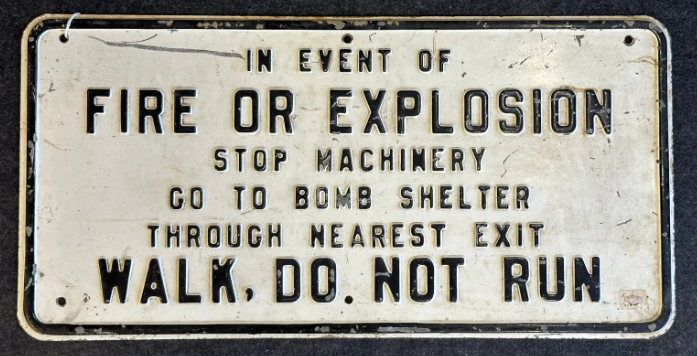 IN EVENT OF
FIRE OR EXPLOSION
STOP MACHINERY
GO TO BOMB SHELTER
THROUGH NEAREST EXIT
WALK, DO NOT RUN